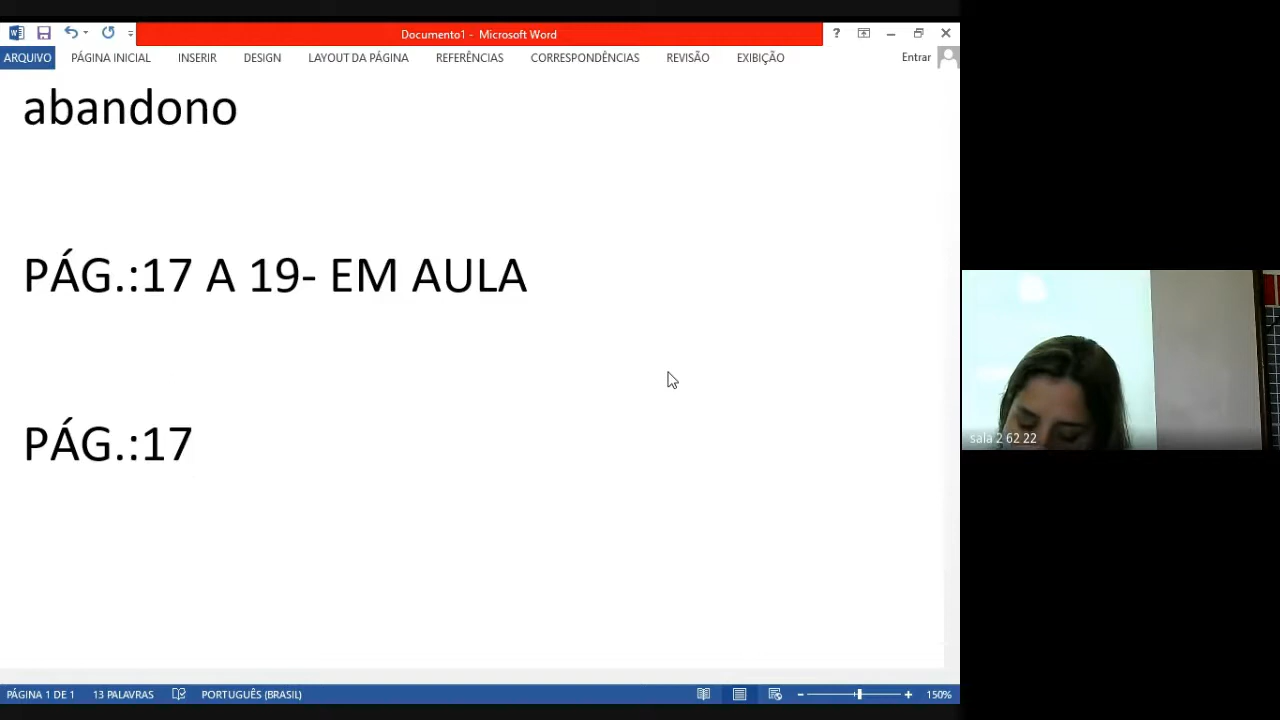 Documento1 - Microsoft Word
?
ARQUIVO PÁGINA INICIAL INSERIR DESIGN LAYOUT DA PÁGINA REFERÊNCIAS CORRESPONDÊNCIAS REVISÃO EXIBIÇÃO Entrar
abandono
PÁG.:17 A 19- EM AULA
PÁG.:17
sala 2 62 22
PÁGINA 1 DE 1 13 PALAVRAS PORTUGUÊS (BRASIL) 150%